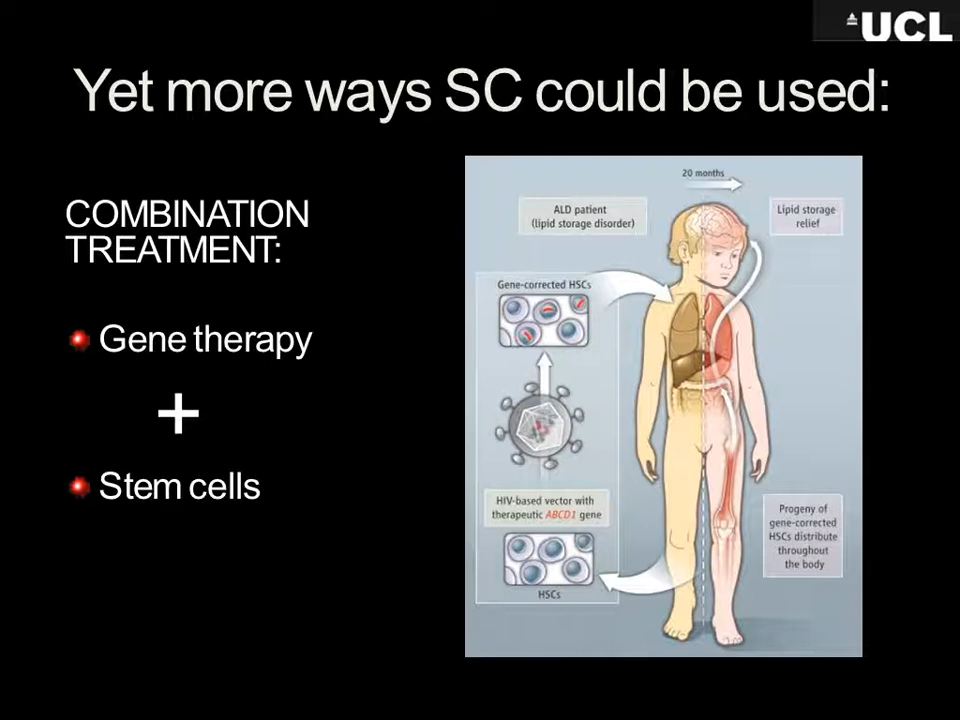 UCL
Yet more ways SC could be used:
COMBINATION
TREATMENT:
Gene therapy
+
Stem cells
20 months
ALD patient
(lipid storage disorder)
Lipid storage
relief
Gene-corrected HSCs
HIV-based vector with
therapeutic ABCD1 gene
HSCs
Progeny of
gene-corrected
HSCs distribute
throughout
the body